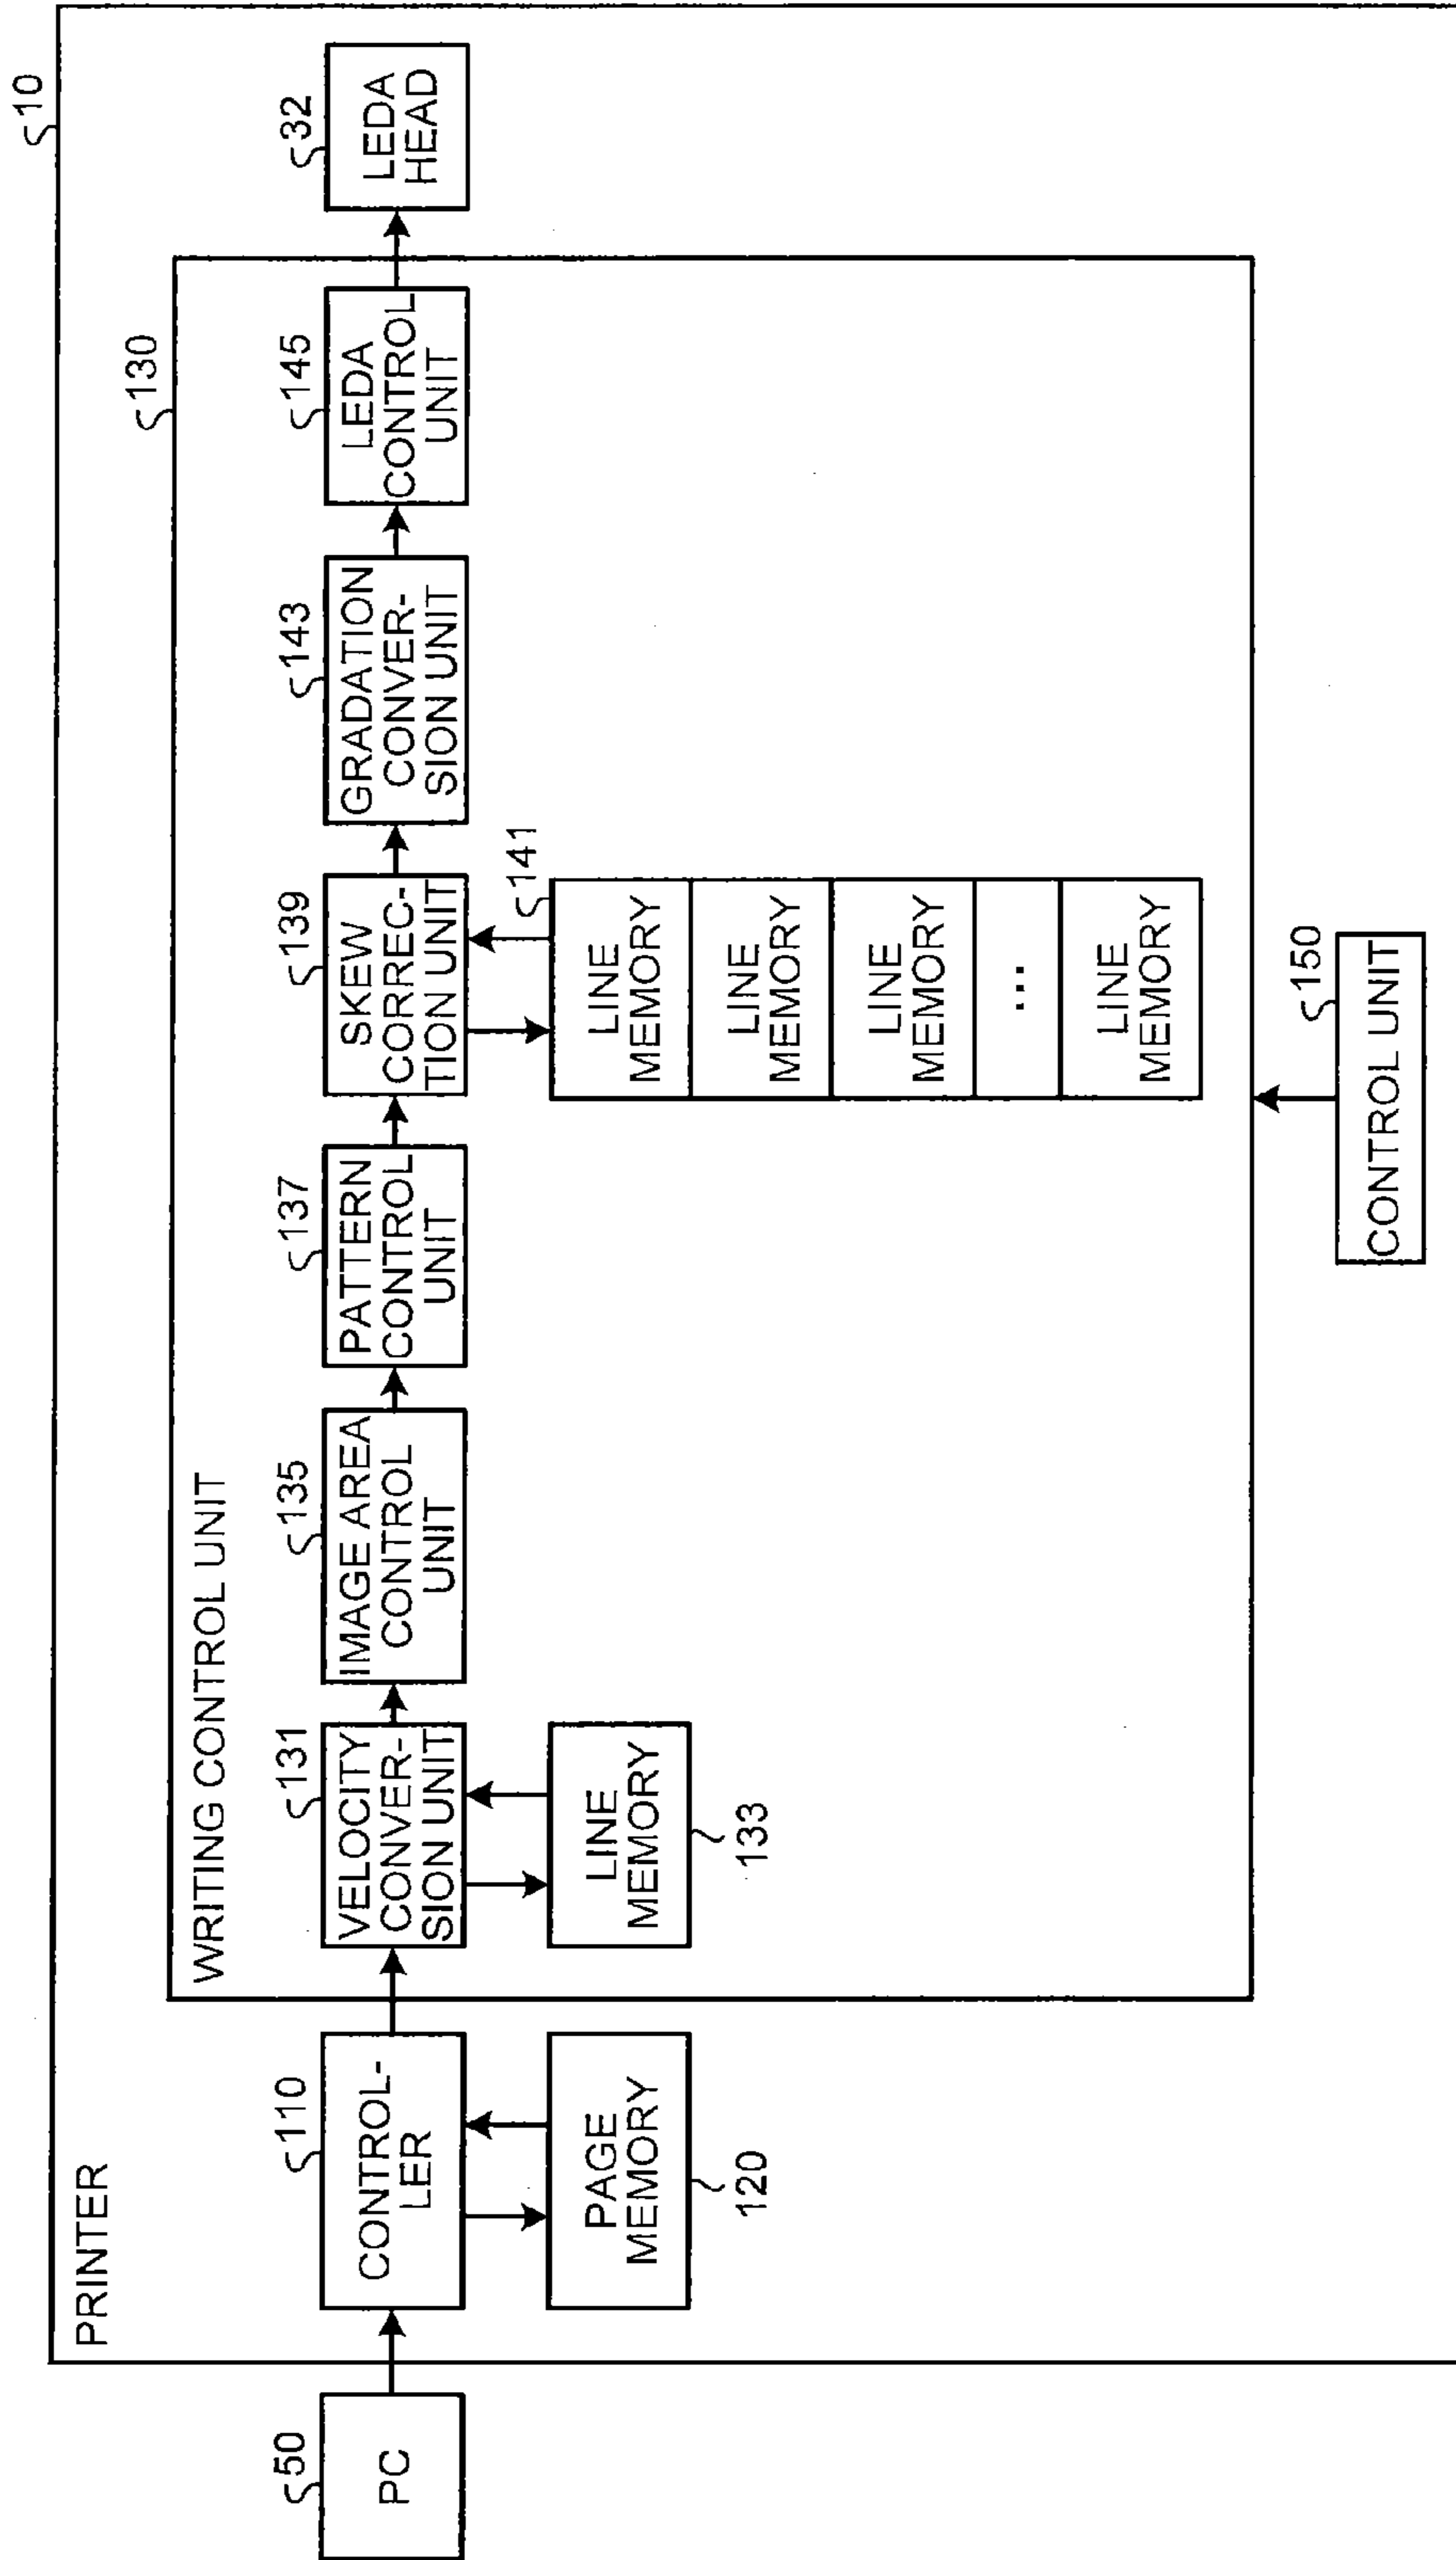 10
PRINTER
130
WRITING CONTROL UNIT
50
PC
110
CONTROL-
LER
120
PAGE
MEMORY
131
VELOCITY
CONVER-
SION UNIT
133
LINE
MEMORY
135
IMAGE AREA
CONTROL
UNIT
137
PATTERN
CONTROL
UNIT
139
SKEW
CORREC-
TION UNIT
141
LINE
MEMORY
LINE
MEMORY
LINE
MEMORY
...
LINE
MEMORY
143
GRADATION
CONVER-
SION UNIT
145
LEDA
CONTROL
UNIT
32
LEDA
HEAD
150
CONTROL UNIT